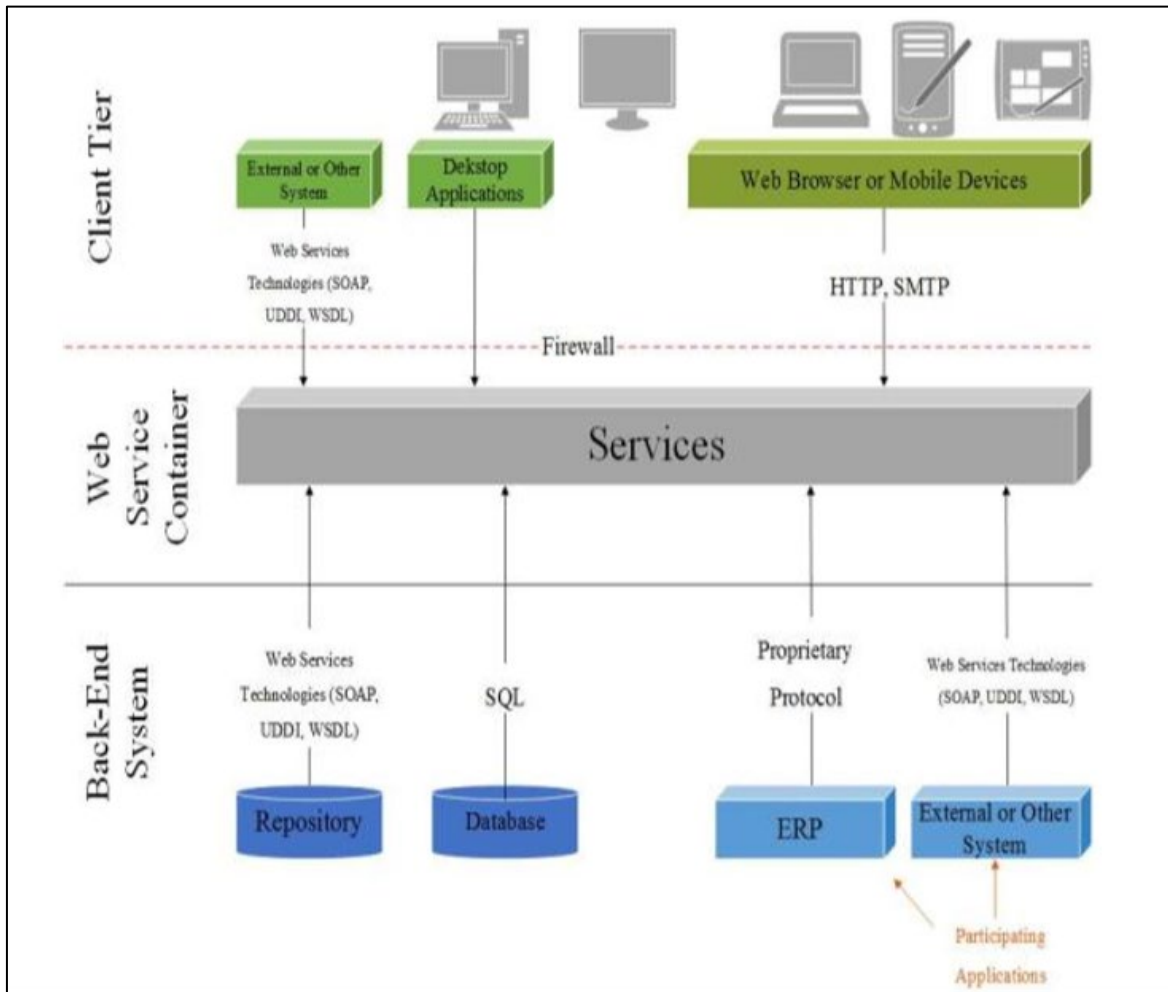 Client Tier
External or Other
System
Dekstop
Applications
Web Browser or Mobile Devices
Web Services
Technologies (SOAP,
UDDI, WSDL)
HTTP, SMTP
Firewall
Web
Service
Container
Services
Back-End
System
Web Services
Technologies (SOAP,
UDDI, WSDL)
SQL
Proprietary
Protocol
Web Services Technologies
(SOAP, UDDI, WSDL)
Repository
Database
ERP
External or Other
System
Participating
Applications